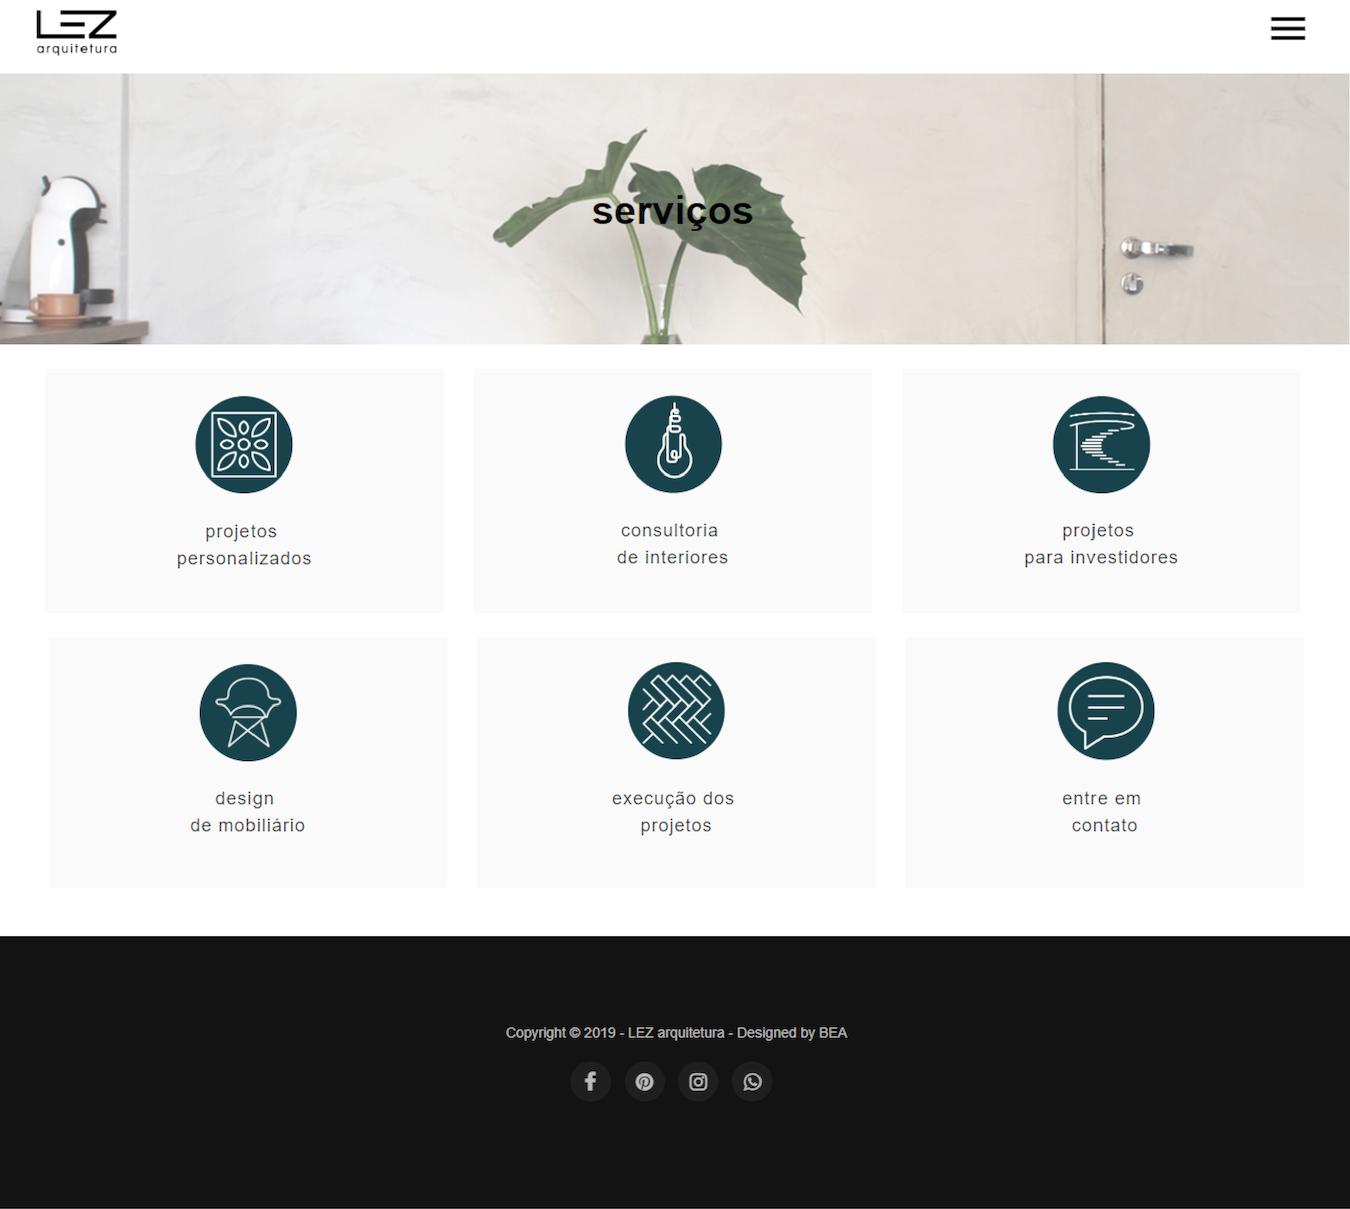 LEZ
arquitetura
serviços
projetos
personalizados
consultoria
de interiores
projetos
para investidores
design
de mobiliário
execução dos
projetos
entre em
contato
Copyright © 2019 - LEZ arquitetura - Designed by BEA